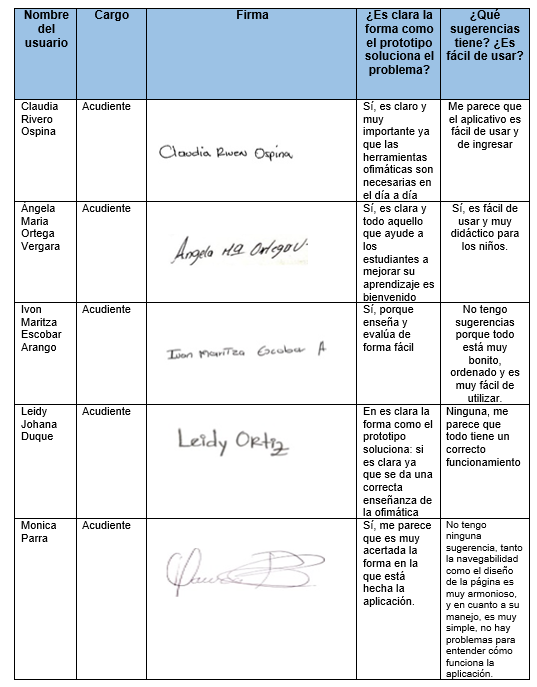 Nombre del usuario
Cargo
Firma
¿Es clara la forma como el prototipo soluciona el problema?
¿Qué sugerencias tiene? ¿Es fácil de usar?
Claudia
Rivero
Ospina
Acudiente
Claudia Ospina
Sí, es claro y
muy
importante ya
que las
herramientas
ofimáticas son
necesarias en
el día a día
Me parece que
el aplicativo es
fácil de usar y
de ingresar
Ángela
Maria
Ortega
Vergara
Acudiente
Angela Mª Ortega V.
Sí, es clara y
todo aquello
que ayude a
los
estudiantes a
mejorar su
aprendizaje es
bienvenido
Sí, es fácil de
usar y muy
didáctico para
los niños.
Ivon
Maritza
Escobar
Arango
Acudiente
Ivon Maritza Escobar A
Sí, porque
enseña y
evalúa de
forma fácil
No tengo
sugerencias
porque todo
está muy
bonito,
ordenado y es
muy fácil de
utilizar.
Leidy
Johana
Duque
Acudiente
Leidy Ortiz
En es clara la
forma como el
prototipo
soluciona: si
es clara ya
que se da una
correcta
enseñanza de
la ofimática
Ninguna, me
parece que
todo tiene un
correcto
funcionamiento
Monica
Parra
Acudiente
Sí, me parece
que es muy
acertada la
forma en la
que está
hecha la
aplicación.
No tengo
ninguna
sugerencia, tanto
la navegabilidad
como el diseño
de la página es
muy armonioso,
y en cuanto a su
manejo, es muy
simple, no hay
problemas para
entender cómo
funciona la
aplicación.